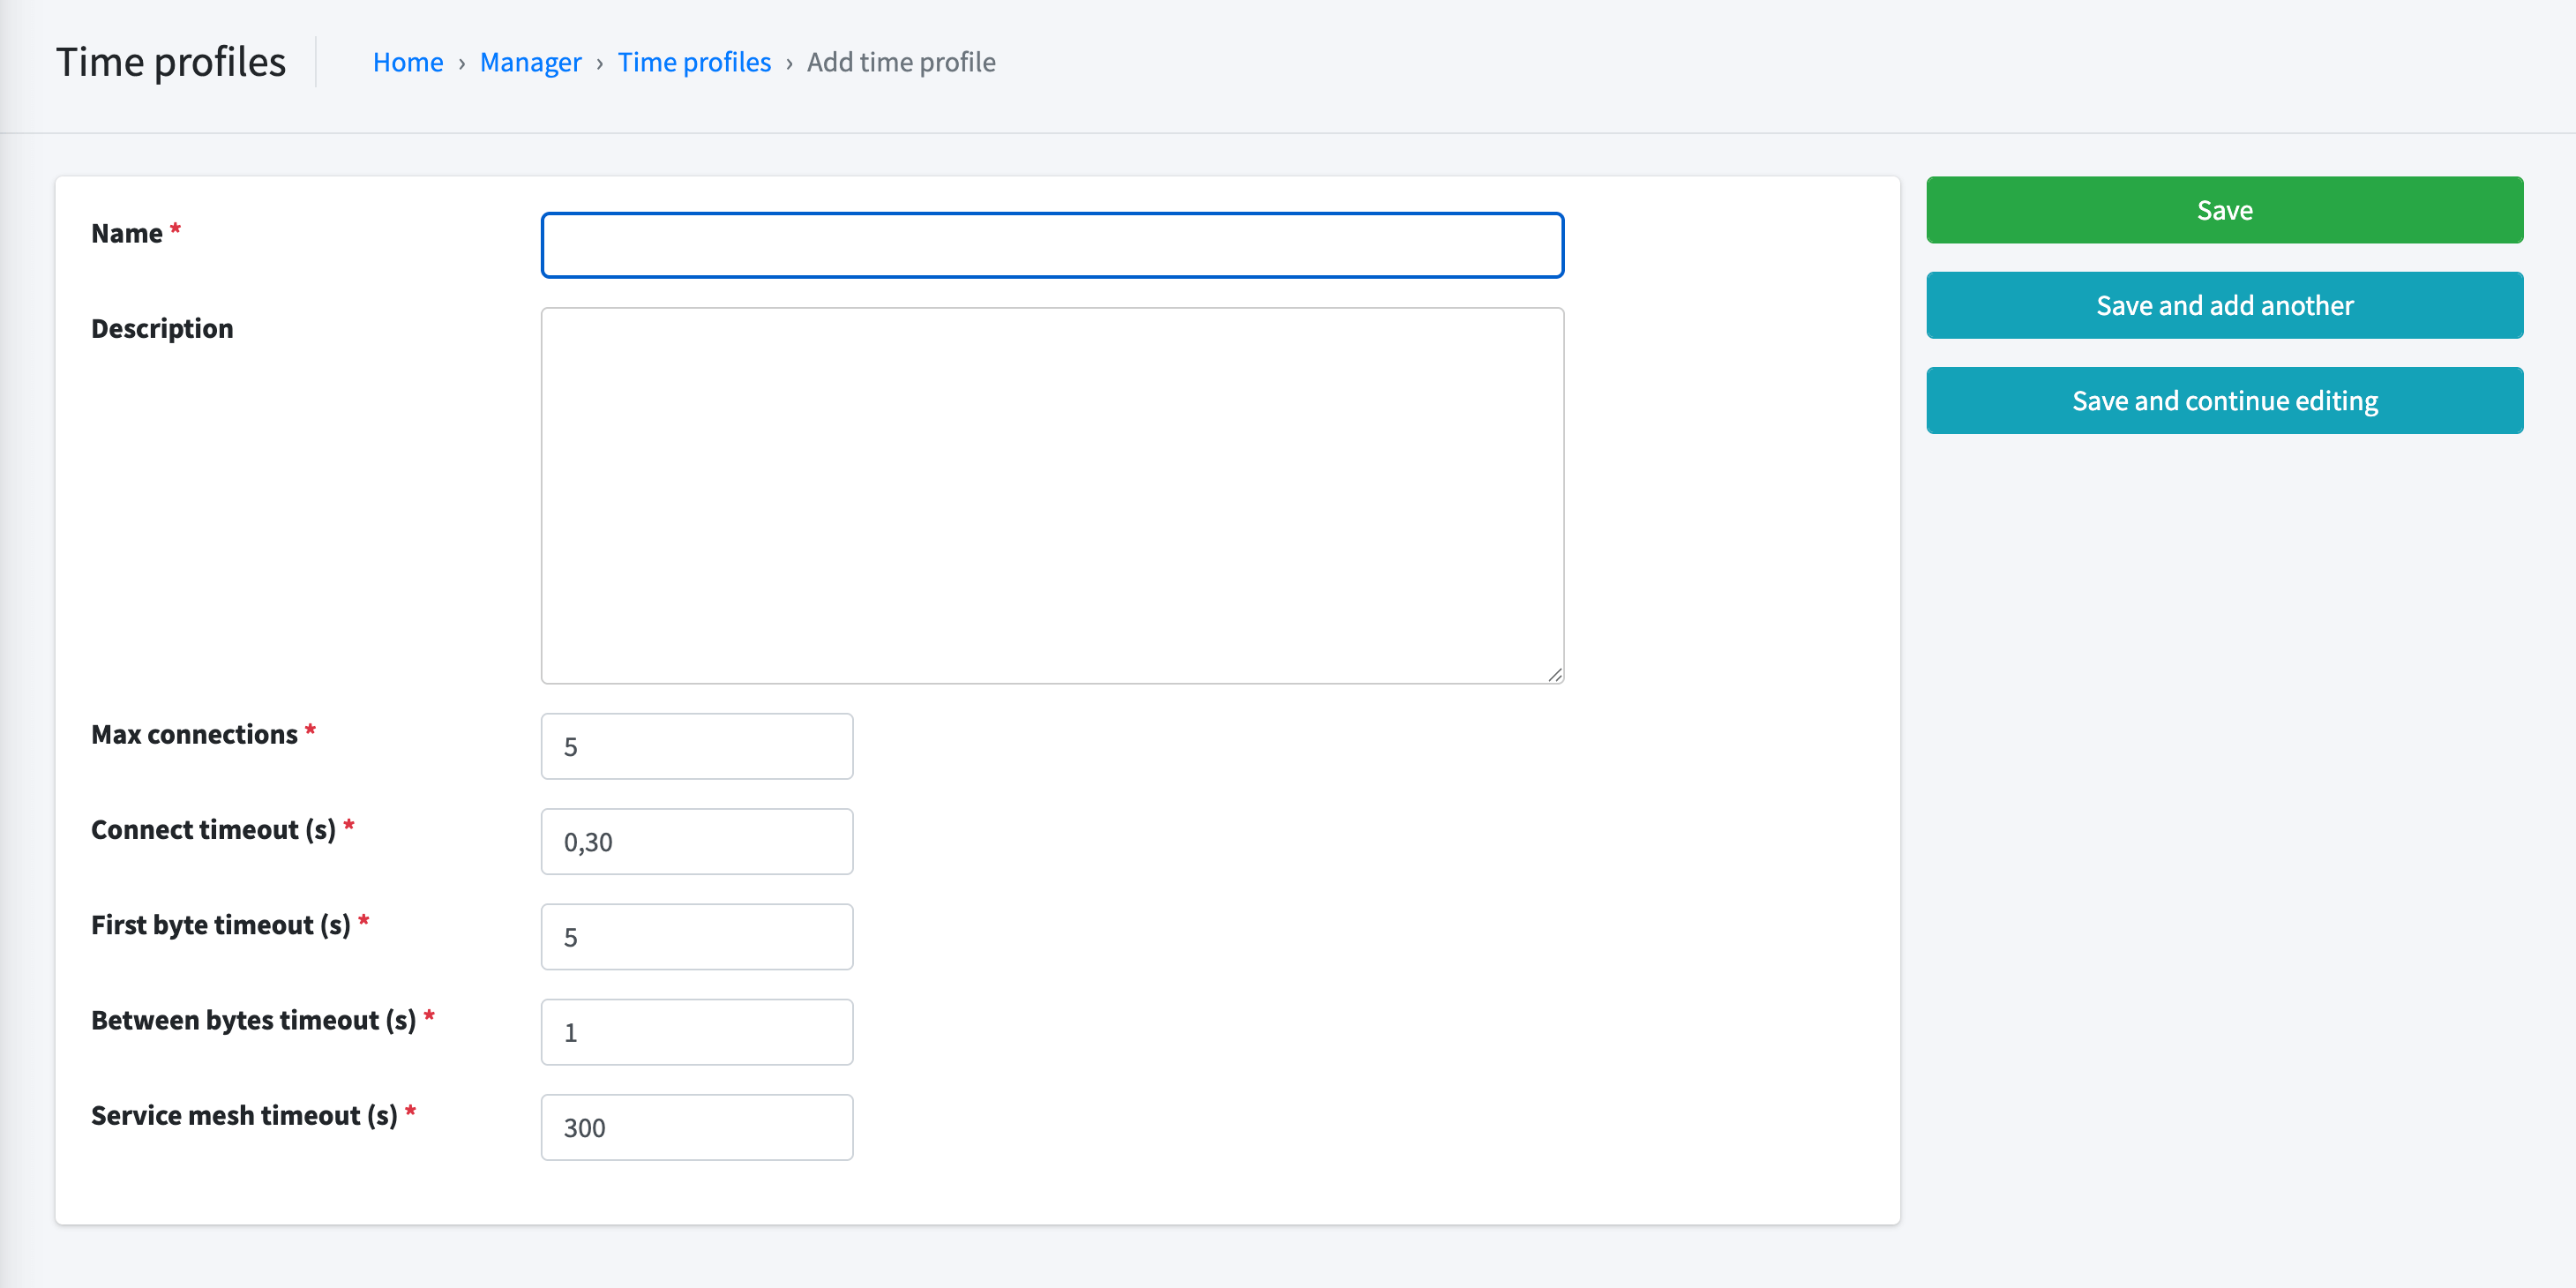 Time profiles
Home › Manager › Time profiles › Add time profile
Name *
Save
Save and add another
Save and continue editing
Description
Max connections *
5
Connect timeout (s) *
0,30
First byte timeout (s) *
5
Between bytes timeout (s) *
1
Service mesh timeout (s) *
300